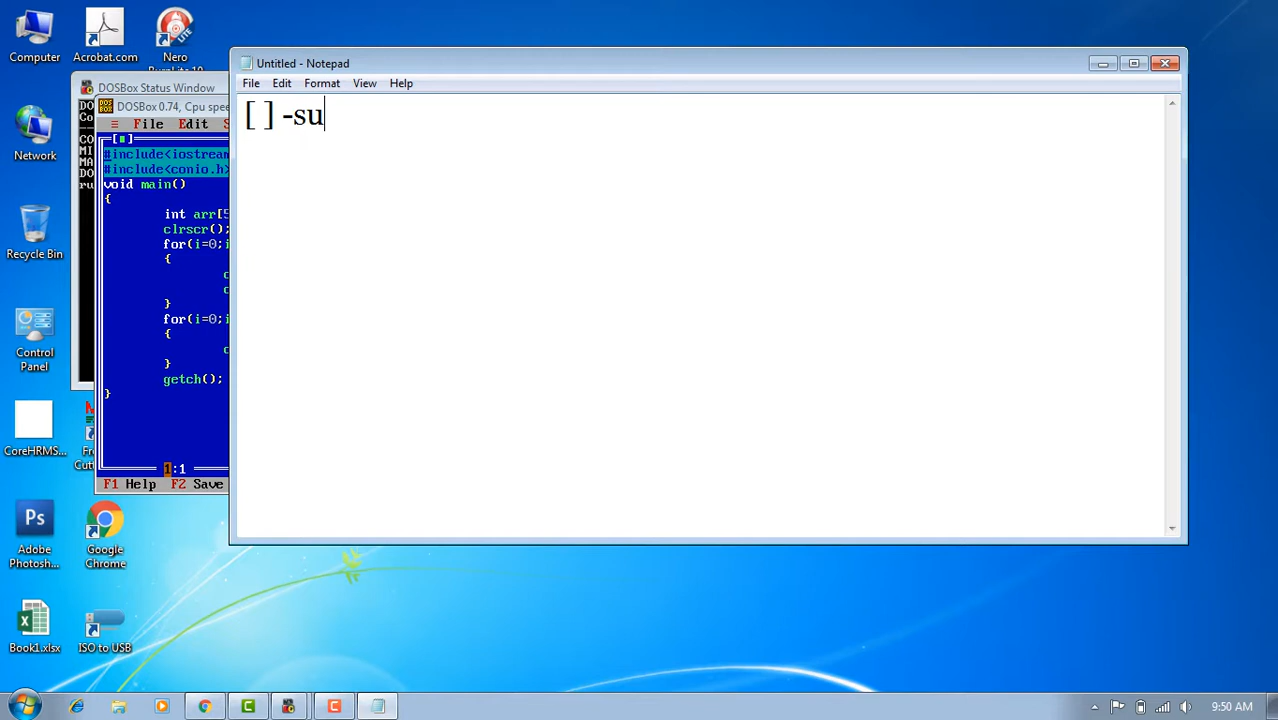 Computer
Acrobat.com
Nero
Network
Recycle Bin
Control
Panel
CoreHRMS...
Adobe
Photosh...
Google
Chrome
Book1.xlsx
ISO to USB
DOSBox Status Window
DOSBox 0.74, Cpu spee
≡ File Edit S
[■]
#include<iostream
#include<conio.h>
void main()
{
int arr[5
clrscr();
for(i=0;i
{
c
c
}
for(i=0;i
{
c
}
getch();
}
1:1
F1 Help F2 Save
Untitled - Notepad
File Edit Format View Help
[ ] -su
9:50 AM